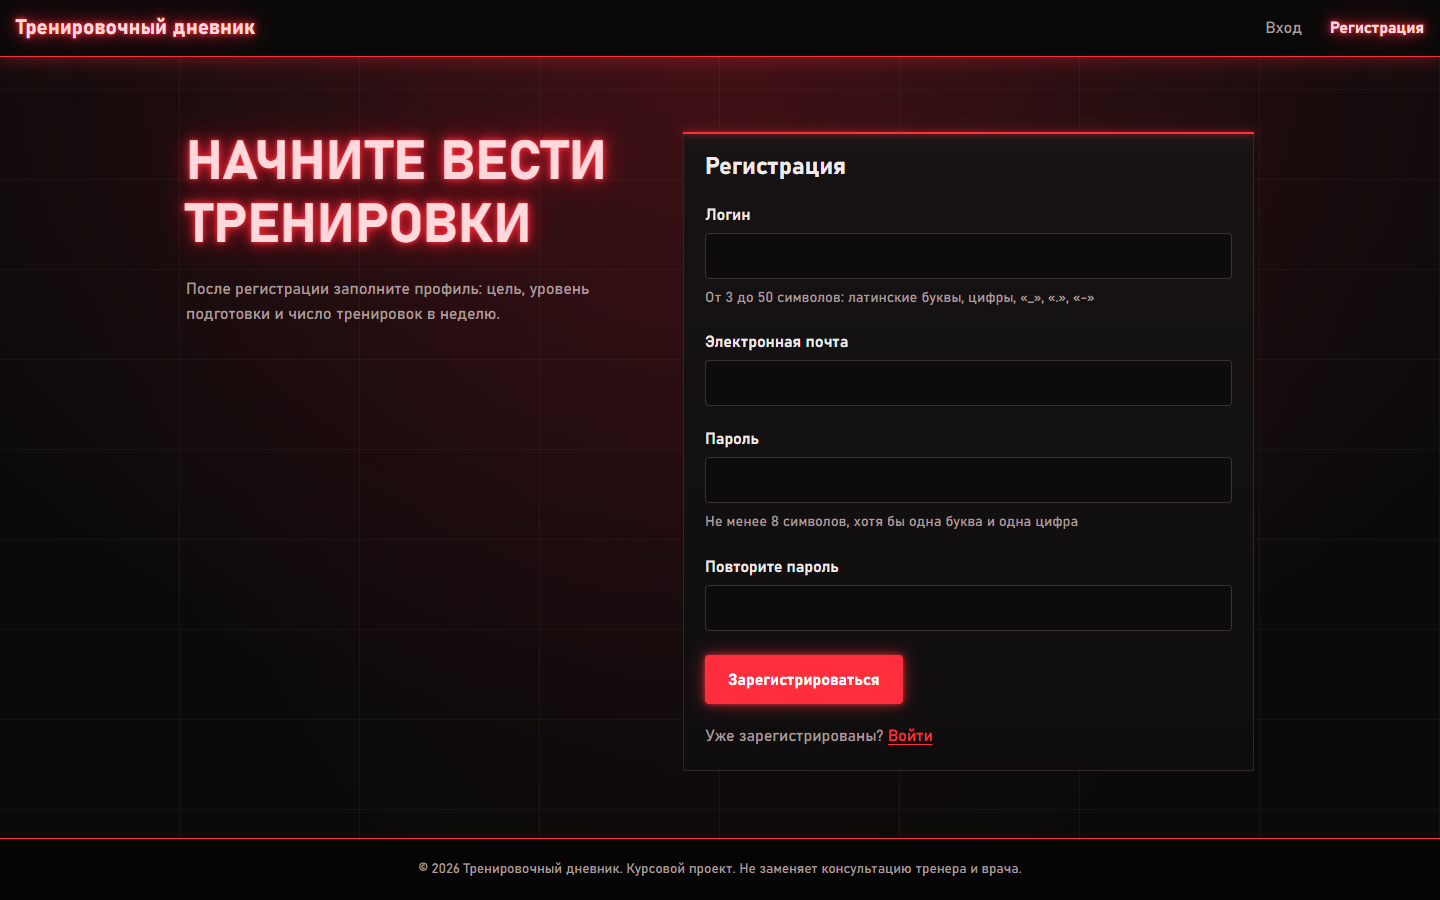 Тренировочный дневник
Вход
Регистрация
НАЧНИТЕ ВЕСТИ
ТРЕНИРОВКИ
После регистрации заполните профиль: цель, уровень
подготовки и число тренировок в неделю.
Регистрация
Логин
От 3 до 50 символов: латинские буквы, цифры, «_», «.», «-»
Электронная почта
Пароль
Не менее 8 символов, хотя бы одна буква и одна цифра
Повторите пароль
Зарегистрироваться
Уже зарегистрированы? Войти
© 2026 Тренировочный дневник. Курсовой проект. Не заменяет консультацию тренера и врача.